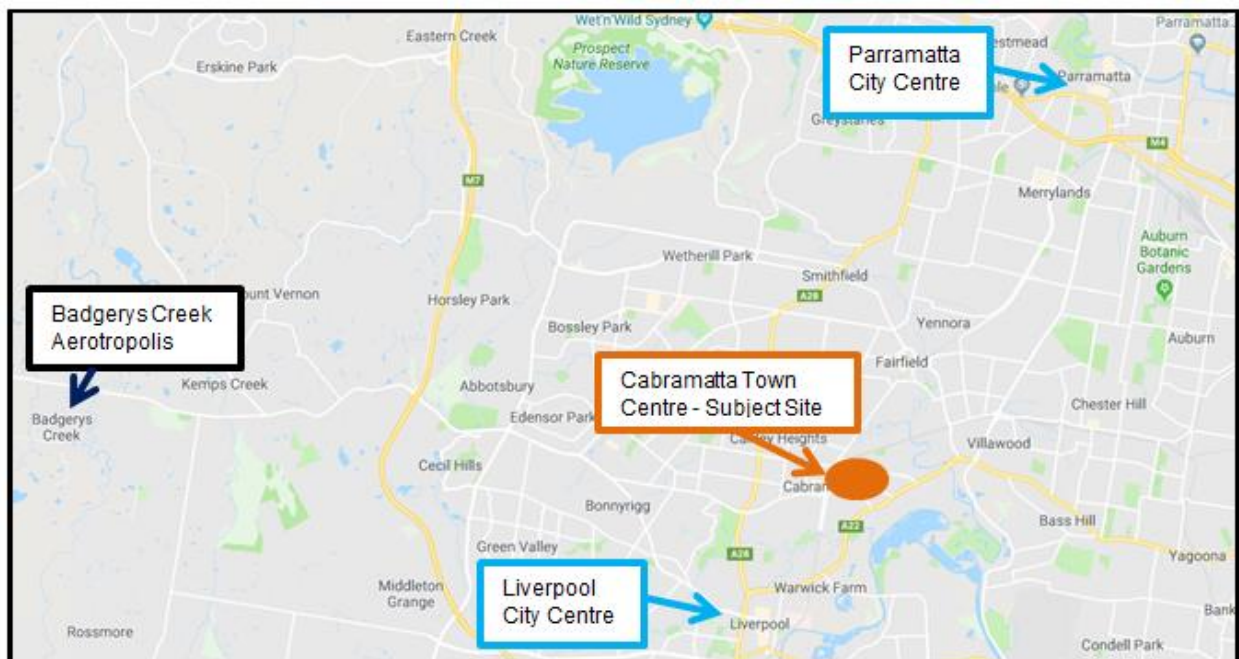 Wet'n'Wild Sydney
Parramatta
Eastern Creek
Prospect
Nature Reserve
Erskine Park
Parramatta
City Centre
estmead
Parramatta
Greystanes
M4
M7
Merrylands
Auburn
Botanic
Gardens
Wetherill Park
Smithfield
A28
ount Vernon
Horsley Park
Badgerys Creek
Aerotropolis
Bossley Park
Yennora
Auburn
Fairfield
Kemps Creek
Abbotsbury
Cabramatta Town
Centre - Subject Site
Edensor Park
Chester Hill
Badgerys
Creek
Villawood
Cecil Hills
Cabram
Bonnyrigg
Bass Hill
A22
Green Valley
A28
Yagoona
Middleton
Grange
Liverpool
City Centre
Warwick Farm
Liverpool
Bank
Rossmore
Condell Park